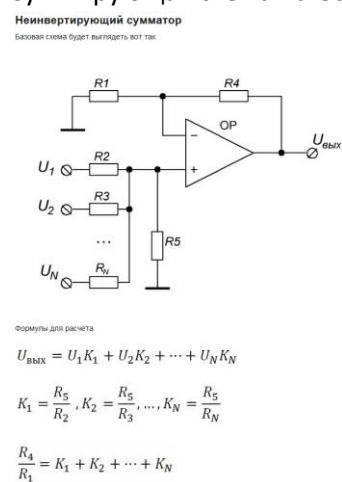 Неинвертирующий сумматор
Базовая схема будет выглядеть вот так:
R1
R4
OP
Uвых
−
+
U1
R2
U2
R3
...
R5
UN
RN
Формулы для расчета
Uвых = U1K1 + U2K2 + ⋯ + UNKN
K1 = R5/R2 , K2 = R5/R3 , ..., KN = R5/RN
R4/R1 = K1 + K2 + ⋯ + KN